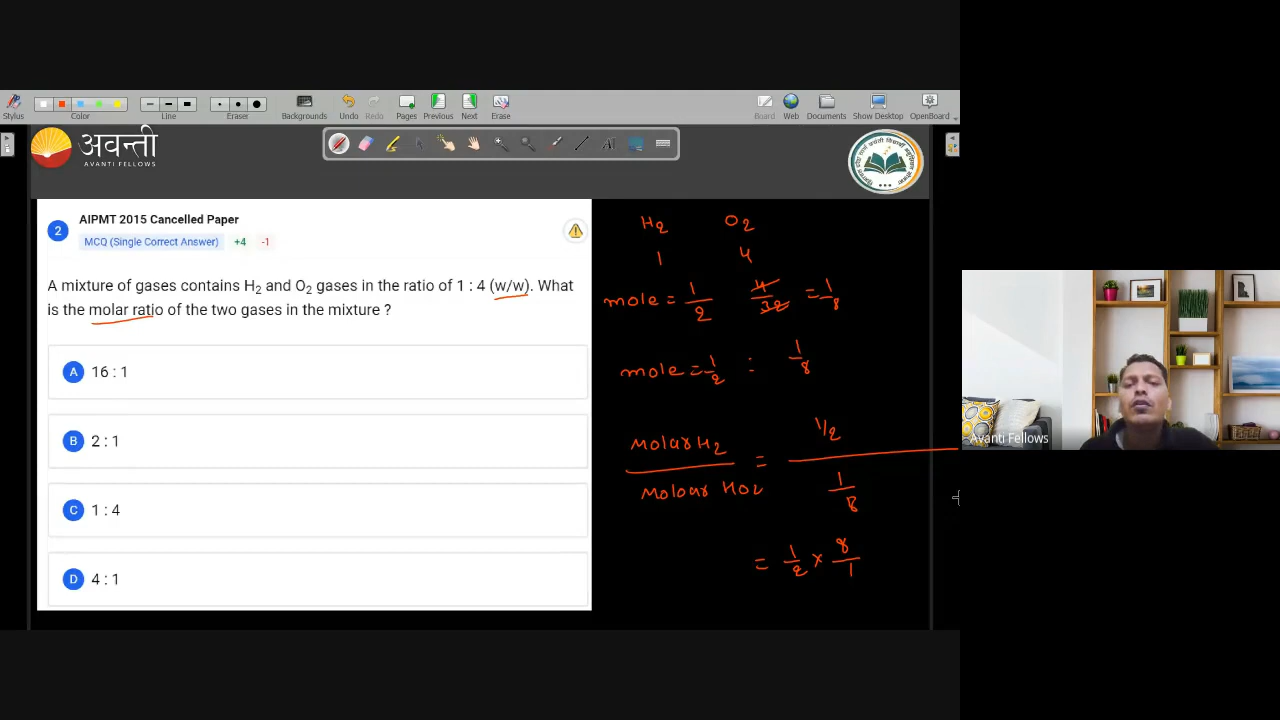 Stylus
Color
Line
Eraser
Backgrounds
Undo
Redo
Pages
Previous
Next
Erase
Board
Web
Documents
Show Desktop
OpenBoard
अवन्ती
AVANTI FELLOWS
2
AIPMT 2015 Cancelled Paper
MCQ (Single Correct Answer) +4 -1
A mixture of gases contains H₂ and O₂ gases in the ratio of 1 : 4 (w/w). What
is the molar ratio of the two gases in the mixture ?
A 16 : 1
B 2 : 1
C 1 : 4
D 4 : 1
H₂ O₂
1 4
mole = 1/2 4/32 = 1/8
mole = 1/2 : 1/8
Molar H₂ / Moloar HO₂ = 1/2 / 1/8
= 1/2 × 8/1
Avanti Fellows